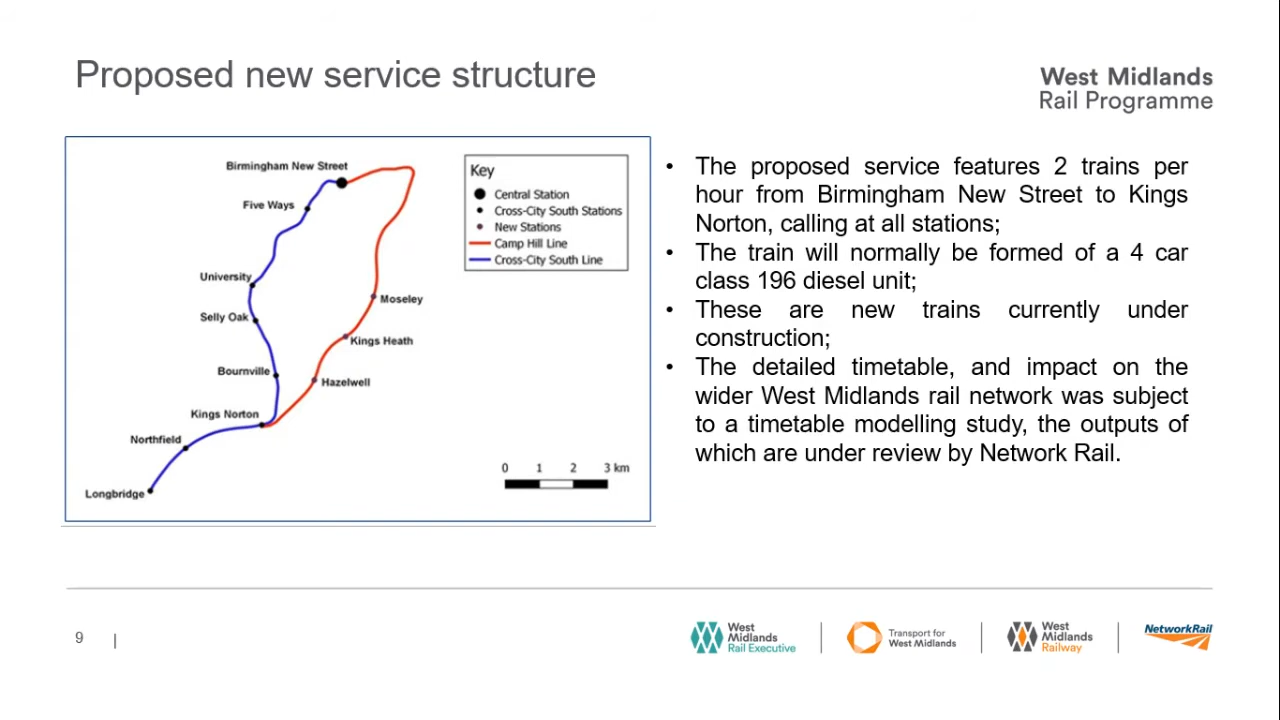 Proposed new service structure
West Midlands
Rail Programme
Birmingham New Street
Five Ways
University
Selly Oak
Bournville
Kings Norton
Northfield
Longbridge
Moseley
Kings Heath
Hazelwell
Key
Central Station
Cross-City South Stations
New Stations
Camp Hill Line
Cross-City South Line
0 1 2 3 km
• The proposed service features 2 trains per
hour from Birmingham New Street to Kings
Norton, calling at all stations;
• The train will normally be formed of a 4 car
class 196 diesel unit;
• These are new trains currently under
construction;
• The detailed timetable, and impact on the
wider West Midlands rail network was subject
to a timetable modelling study, the outputs of
which are under review by Network Rail.
9 |
West
Midlands
Rail Executive
Transport for
West Midlands
West
Midlands
Railway
NetworkRail